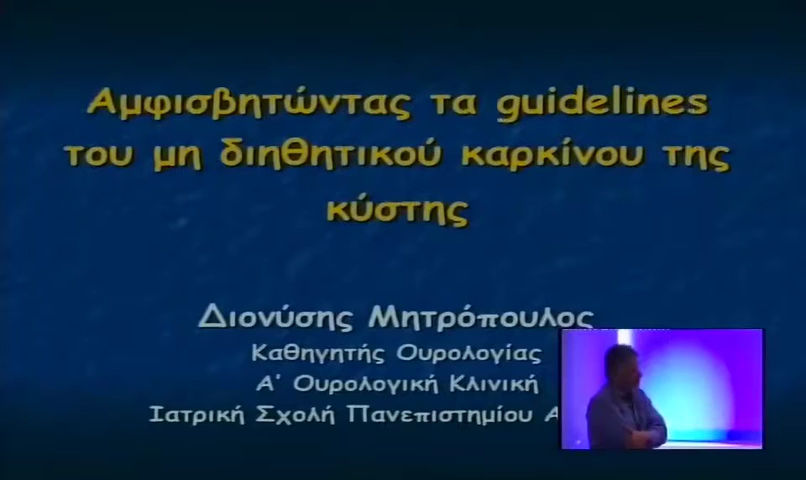 Αμφισβητώντας τα guidelines
του μη διηθητικού καρκίνου της
κύστης
Διονύσης Μητρόπουλος
Καθηγητής Ουρολογίας
Α' Ουρολογική Κλινική
Ιατρική Σχολή Πανεπιστημίου